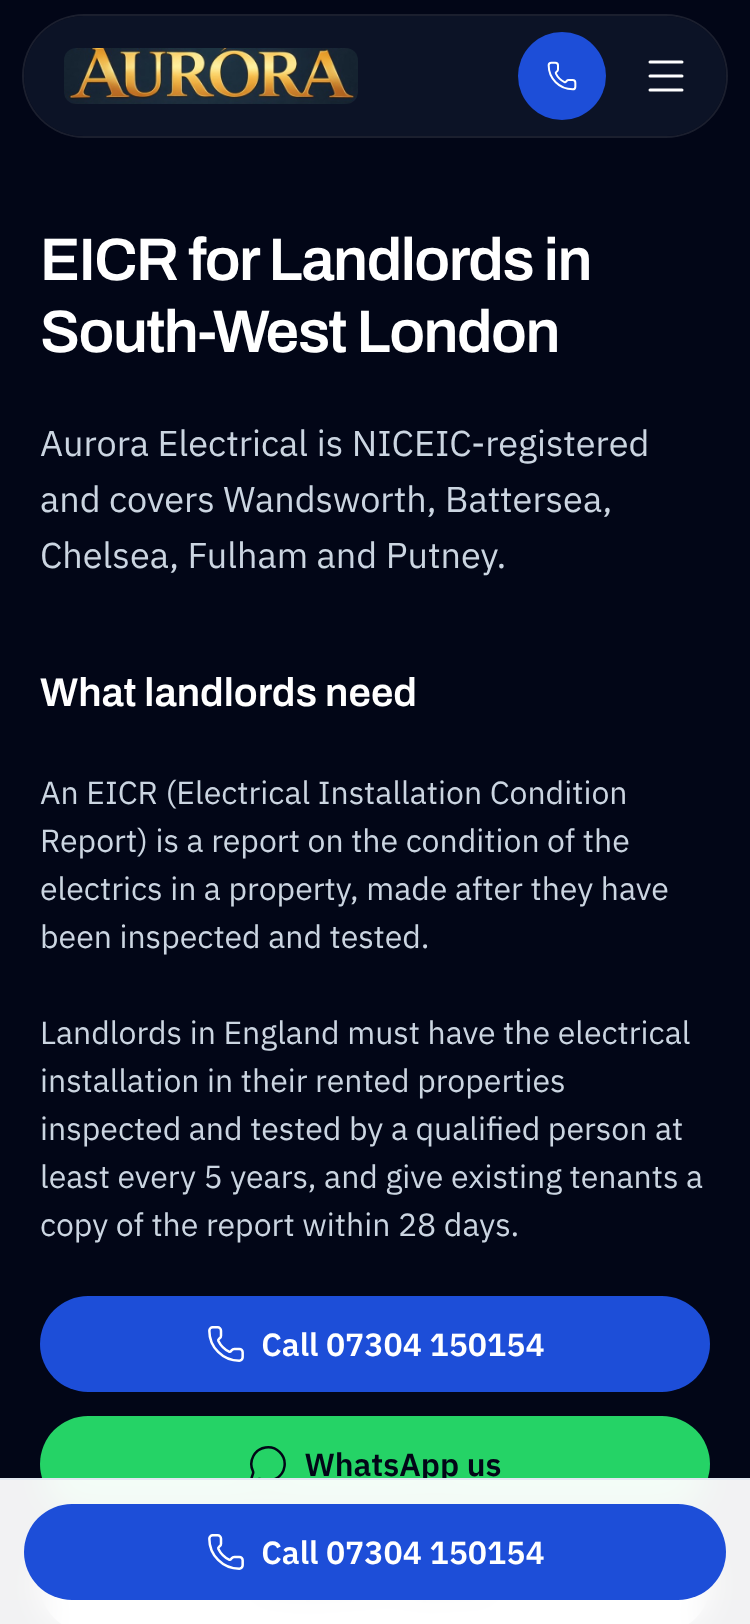 AURORA
EICR for Landlords in
South-West London
Aurora Electrical is NICEIC-registered
and covers Wandsworth, Battersea,
Chelsea, Fulham and Putney.
What landlords need
An EICR (Electrical Installation Condition
Report) is a report on the condition of the
electrics in a property, made after they have
been inspected and tested.
Landlords in England must have the electrical
installation in their rented properties
inspected and tested by a qualified person at
least every 5 years, and give existing tenants a
copy of the report within 28 days.
Call 07304 150154
WhatsApp us
Call 07304 150154